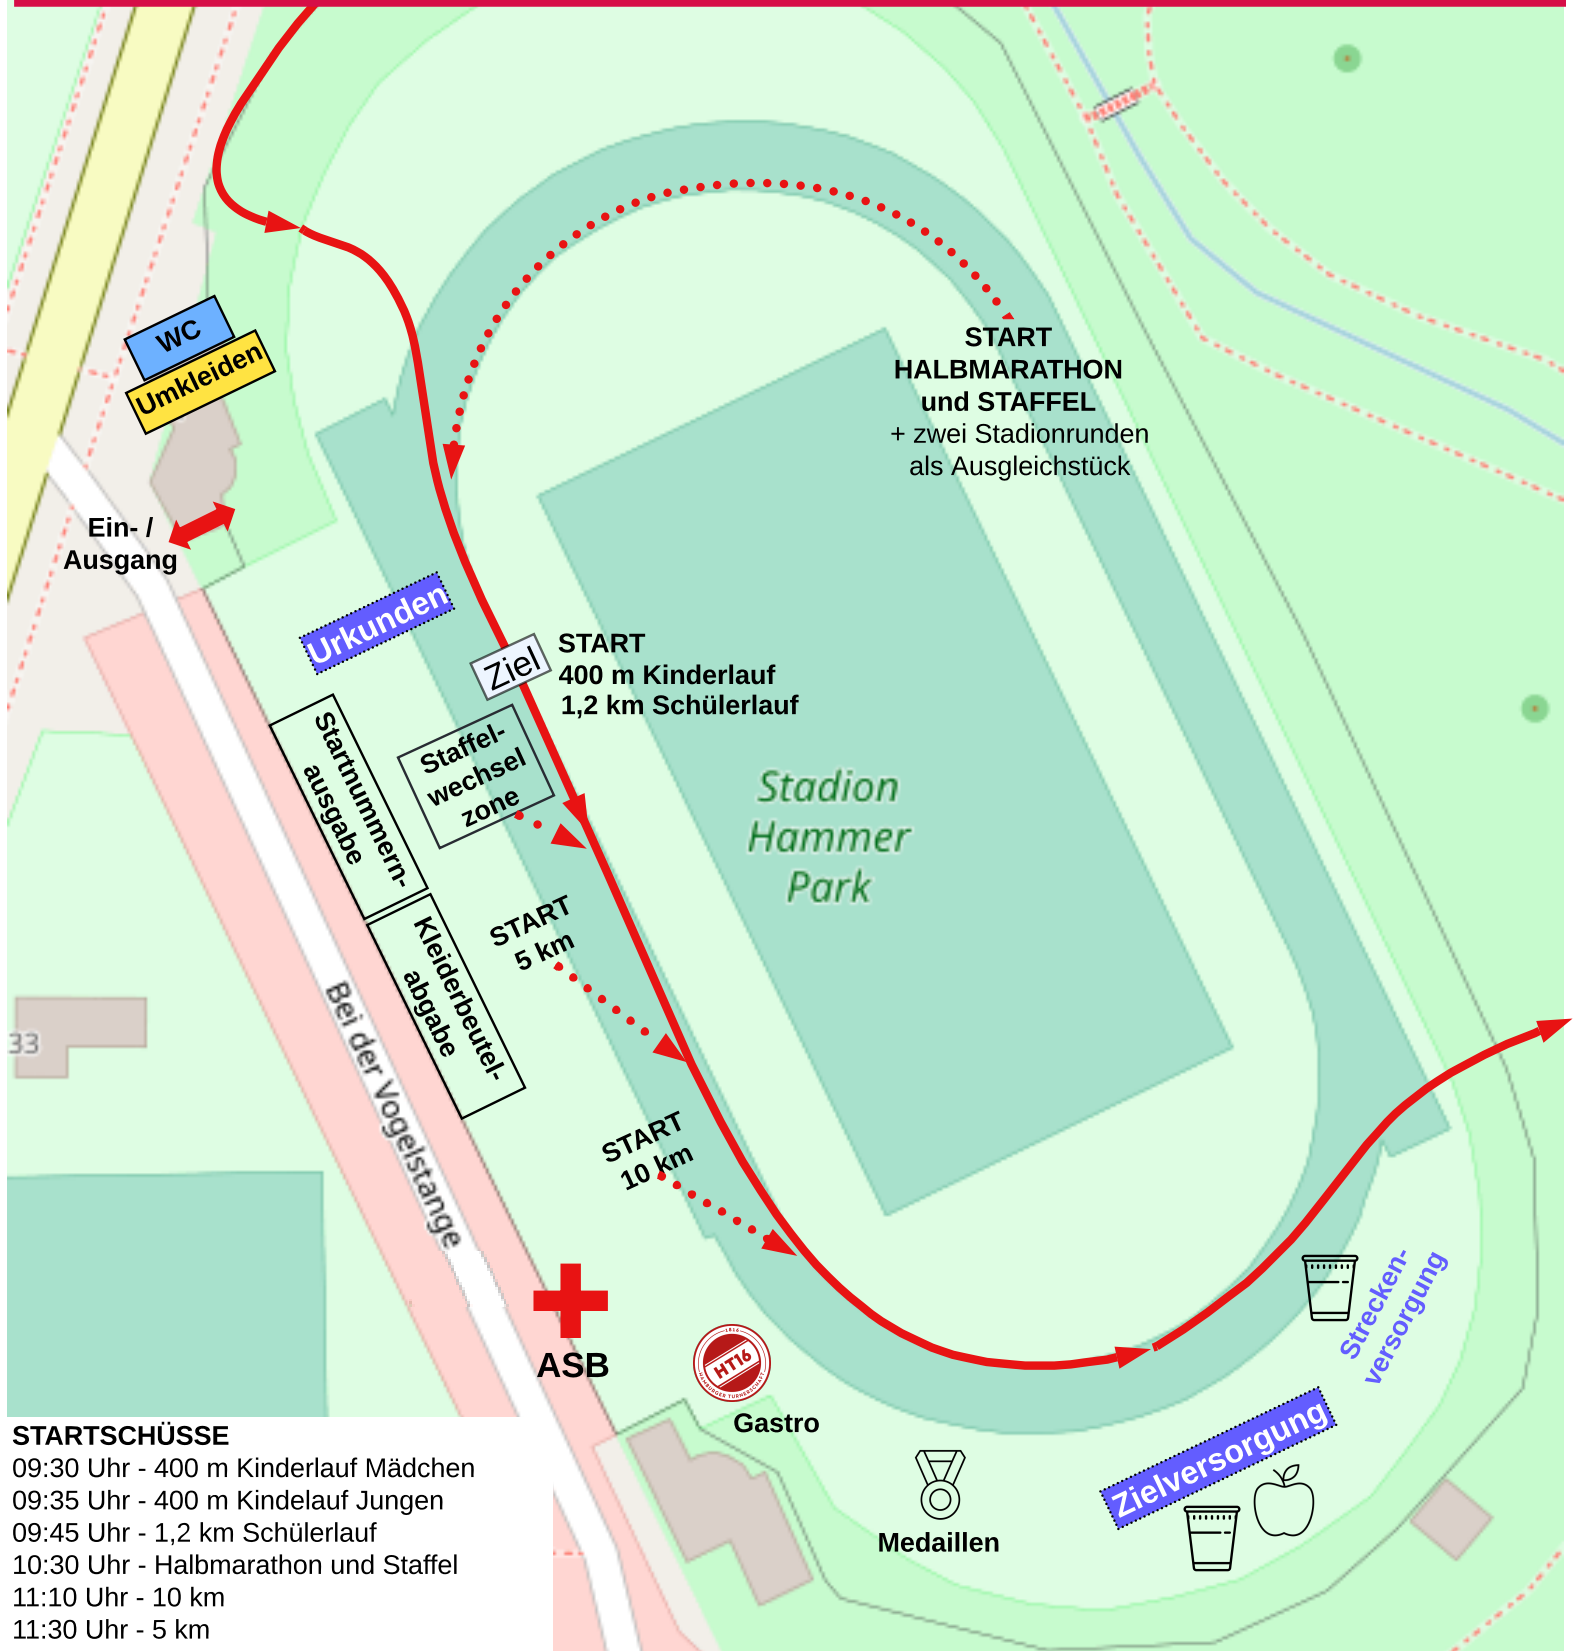 WC
Umkleiden
START
HALBMARATHON
und STAFFEL
+ zwei Stadionrunden
als Ausgleichstück
Ein- /
Ausgang
Urkunden
Ziel
START
400 m Kinderlauf
1,2 km Schülerlauf
Startnummern-
ausgabe
Staffel-
wechsel
zone
Stadion
Hammer
Park
START
5 km
Kleiderbeutel-
abgabe
33
Bei der Vogelstange
START
10 km
ASB
1816
HT16
HAMBURGER TURNERSCHAFT
Gastro
Strecken-
versorgung
Zielversorgung
Medaillen
STARTSCHÜSSE
09:30 Uhr - 400 m Kinderlauf Mädchen
09:35 Uhr - 400 m Kindelauf Jungen
09:45 Uhr - 1,2 km Schülerlauf
10:30 Uhr - Halbmarathon und Staffel
11:10 Uhr - 10 km
11:30 Uhr - 5 km